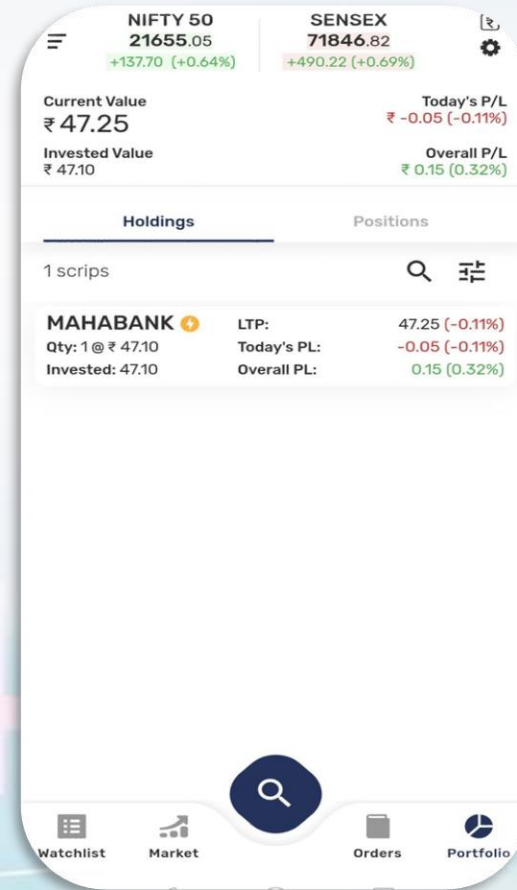 NIFTY 50
21655.05
+137.70 (+0.64%)
SENSEX
71846.82
+490.22 (+0.69%)
Current Value
₹ 47.25
Today's P/L
₹ -0.05 (-0.11%)
Invested Value
₹ 47.10
Overall P/L
₹ 0.15 (0.32%)
Holdings
Positions
1 scrips
MAHABANK
LTP: 47.25 (-0.11%)
Qty: 1 @ ₹ 47.10
Today's PL: -0.05 (-0.11%)
Invested: 47.10
Overall PL: 0.15 (0.32%)
Watchlist
Market
Orders
Portfolio